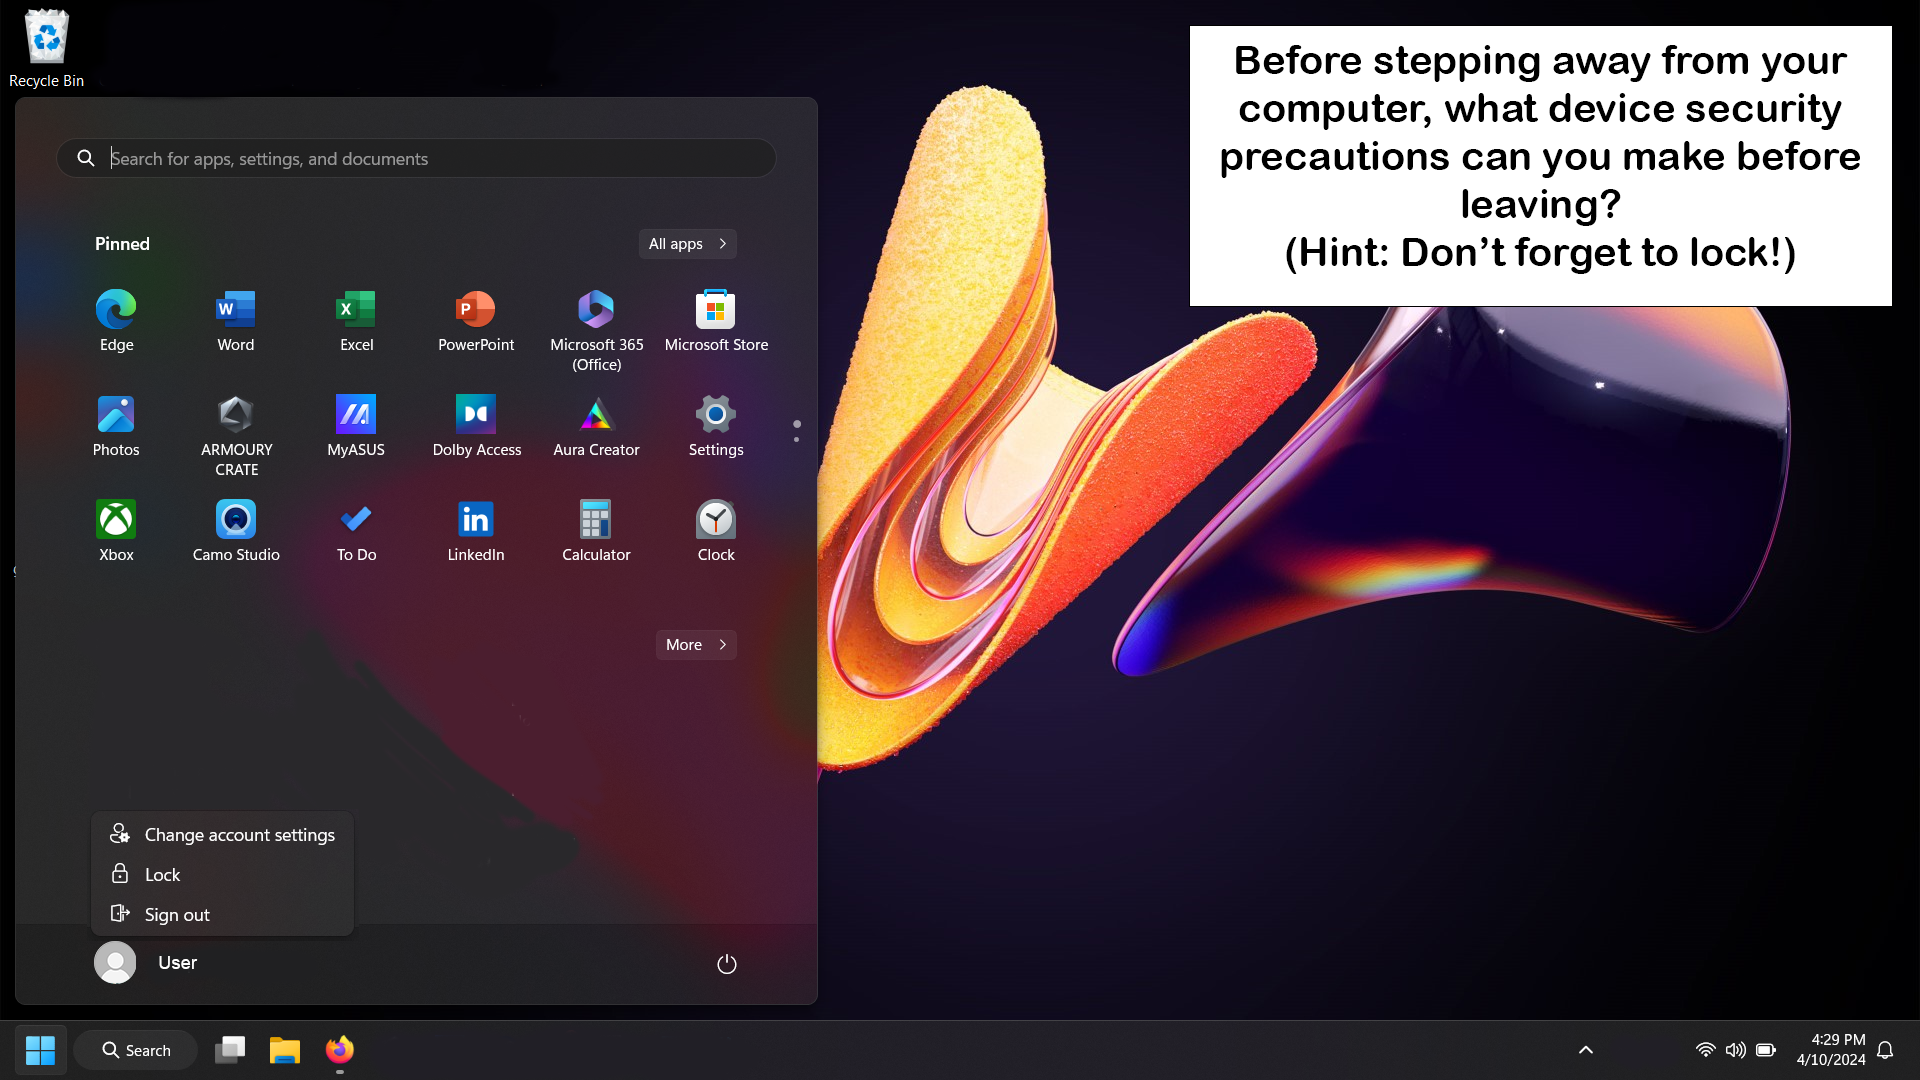 Recycle Bin
Before stepping away from your
computer, what device security
precautions can you make before
leaving?
(Hint: Don’t forget to lock!)
Search for apps, settings, and documents
Pinned
All apps
Edge
Word
Excel
PowerPoint
Microsoft 365
(Office)
Microsoft Store
Photos
ARMOURY
CRATE
MyASUS
Dolby Access
Aura Creator
Settings
Xbox
Camo Studio
To Do
LinkedIn
Calculator
Clock
More
Change account settings
Lock
Sign out
User
Search
4:29 PM
4/10/2024